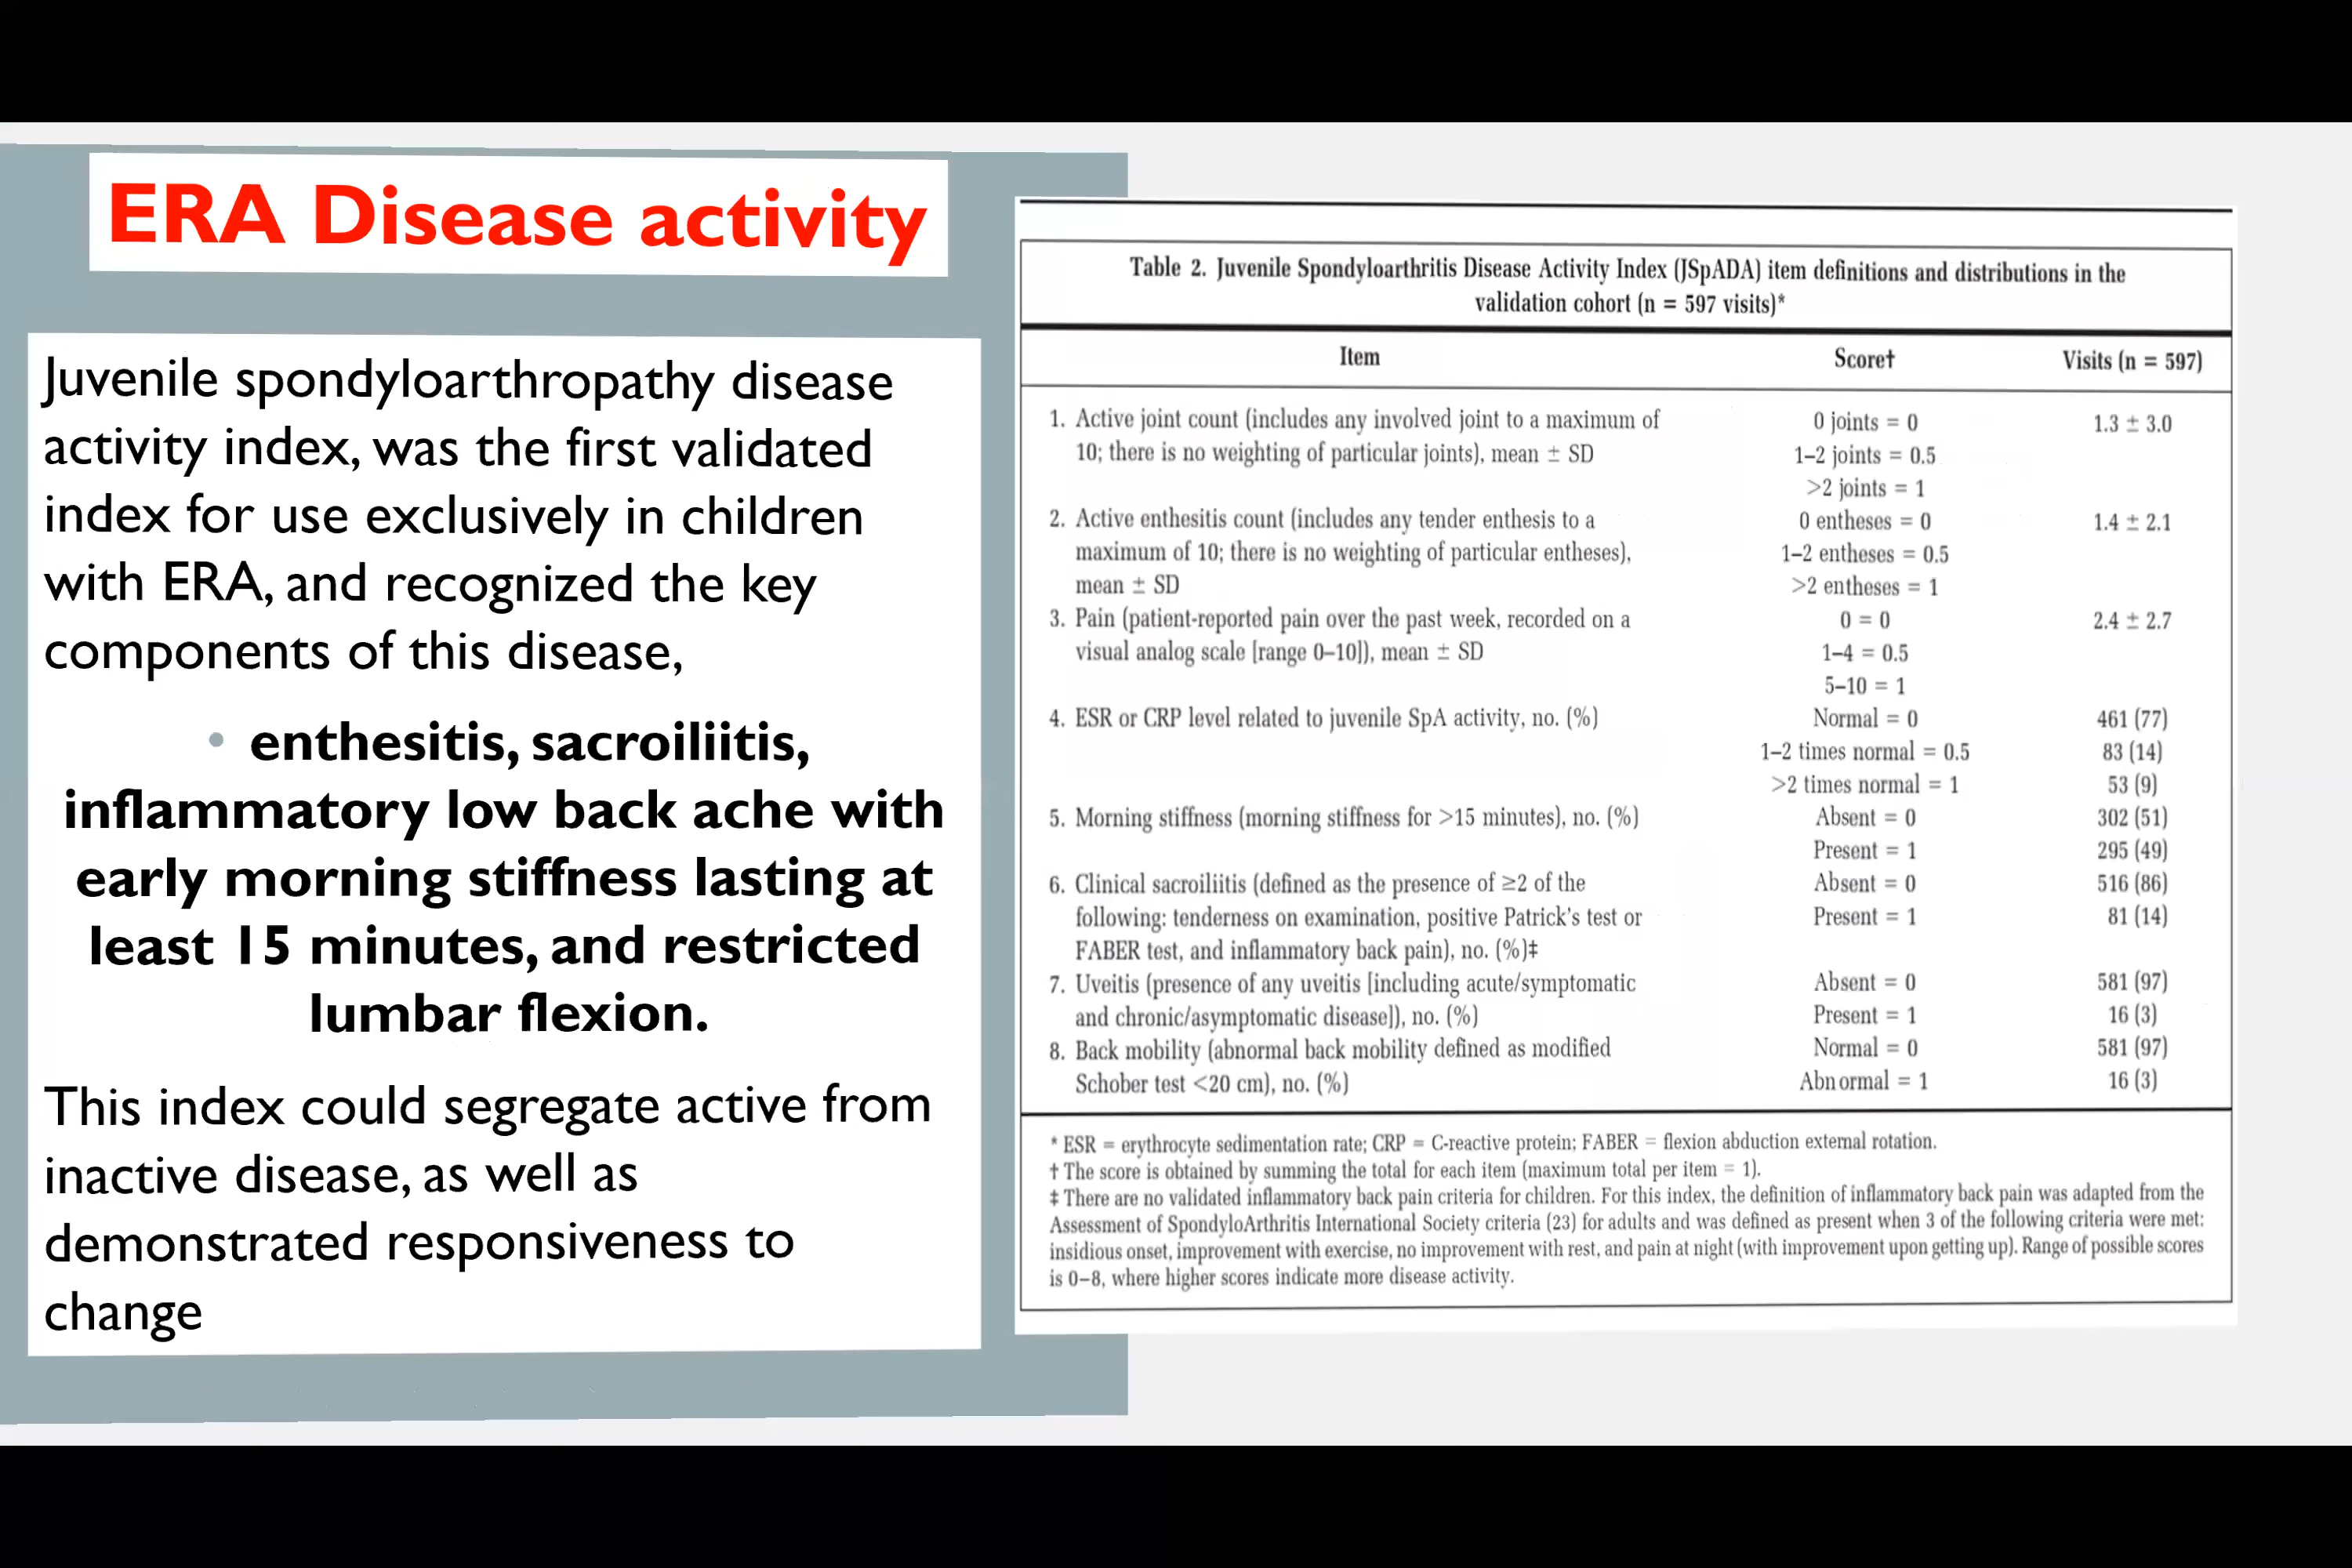 ERA Disease activity
Juvenile spondyloarthropathy disease
activity index, was the first validated
index for use exclusively in children
with ERA, and recognized the key
components of this disease,
• enthesitis, sacroiliitis,
inflammatory low back ache with
early morning stiffness lasting at
least 15 minutes, and restricted
lumbar flexion.
This index could segregate active from
inactive disease, as well as
demonstrated responsiveness to
change
Table 2. Juvenile Spondyloarthritis Disease Activity Index (JSpADA) item definitions and distributions in the
validation cohort (n = 597 visits)*
Item Score† Visits (n = 597)
1. Active joint count (includes any involved joint to a maximum of 0 joints = 0 1.3 ± 3.0
10; there is no weighting of particular joints), mean ± SD 1–2 joints = 0.5
>2 joints = 1
2. Active enthesitis count (includes any tender enthesis to a 0 entheses = 0 1.4 ± 2.1
maximum of 10; there is no weighting of particular entheses), 1–2 entheses = 0.5
mean ± SD >2 entheses = 1
3. Pain (patient-reported pain over the past week, recorded on a 0 = 0 2.4 ± 2.7
visual analog scale [range 0–10]), mean ± SD 1–4 = 0.5
5–10 = 1
4. ESR or CRP level related to juvenile SpA activity, no. (%) Normal = 0 461 (77)
1–2 times normal = 0.5 83 (14)
>2 times normal = 1 53 (9)
5. Morning stiffness (morning stiffness for >15 minutes), no. (%) Absent = 0 302 (51)
Present = 1 295 (49)
6. Clinical sacroiliitis (defined as the presence of ≥2 of the Absent = 0 516 (86)
following: tenderness on examination, positive Patrick's test or Present = 1 81 (14)
FABER test, and inflammatory back pain), no. (%)‡
7. Uveitis (presence of any uveitis [including acute/symptomatic Absent = 0 581 (97)
and chronic/asymptomatic disease]), no. (%) Present = 1 16 (3)
8. Back mobility (abnormal back mobility defined as modified Normal = 0 581 (97)
Schober test <20 cm), no. (%) Abnormal = 1 16 (3)
* ESR = erythrocyte sedimentation rate; CRP = C-reactive protein; FABER = flexion abduction external rotation.
† The score is obtained by summing the total for each item (maximum total per item = 1).
‡ There are no validated inflammatory back pain criteria for children. For this index, the definition of inflammatory back pain was adapted from the
Assessment of SpondyloArthritis International Society criteria (23) for adults and was defined as present when 3 of the following criteria were met:
insidious onset, improvement with exercise, no improvement with rest, and pain at night (with improvement upon getting up). Range of possible scores
is 0–8, where higher scores indicate more disease activity.